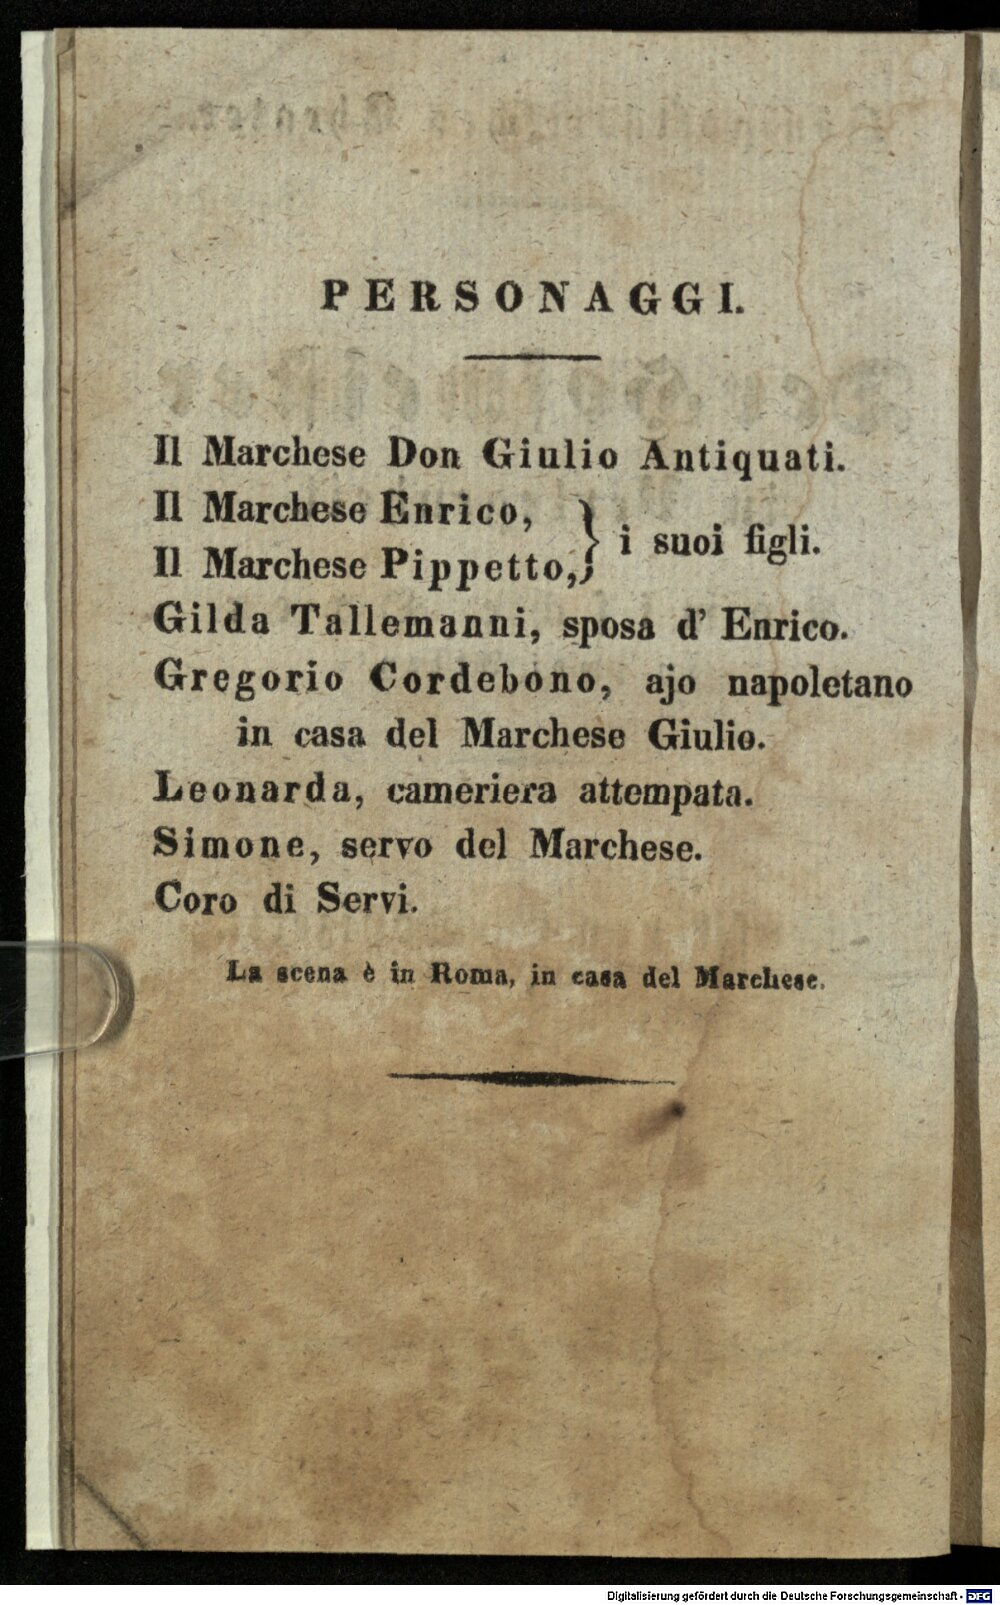 PERSONAGGI.
Il Marchese Don Giulio Antiquati.
Il Marchese Enrico,
Il Marchese Pippetto,} i suoi figli.
Gilda Tallemanni, sposa d' Enrico.
Gregorio Cordebono, ajo napoletano
in casa del Marchese Giulio.
Leonarda, cameriera attempata.
Simone, servo del Marchese.
Coro di Servi.
La scena è in Roma, in casa del Marchese.
Digitalisierung gefördert durch die Deutsche Forschungsgemeinschaft - DFG